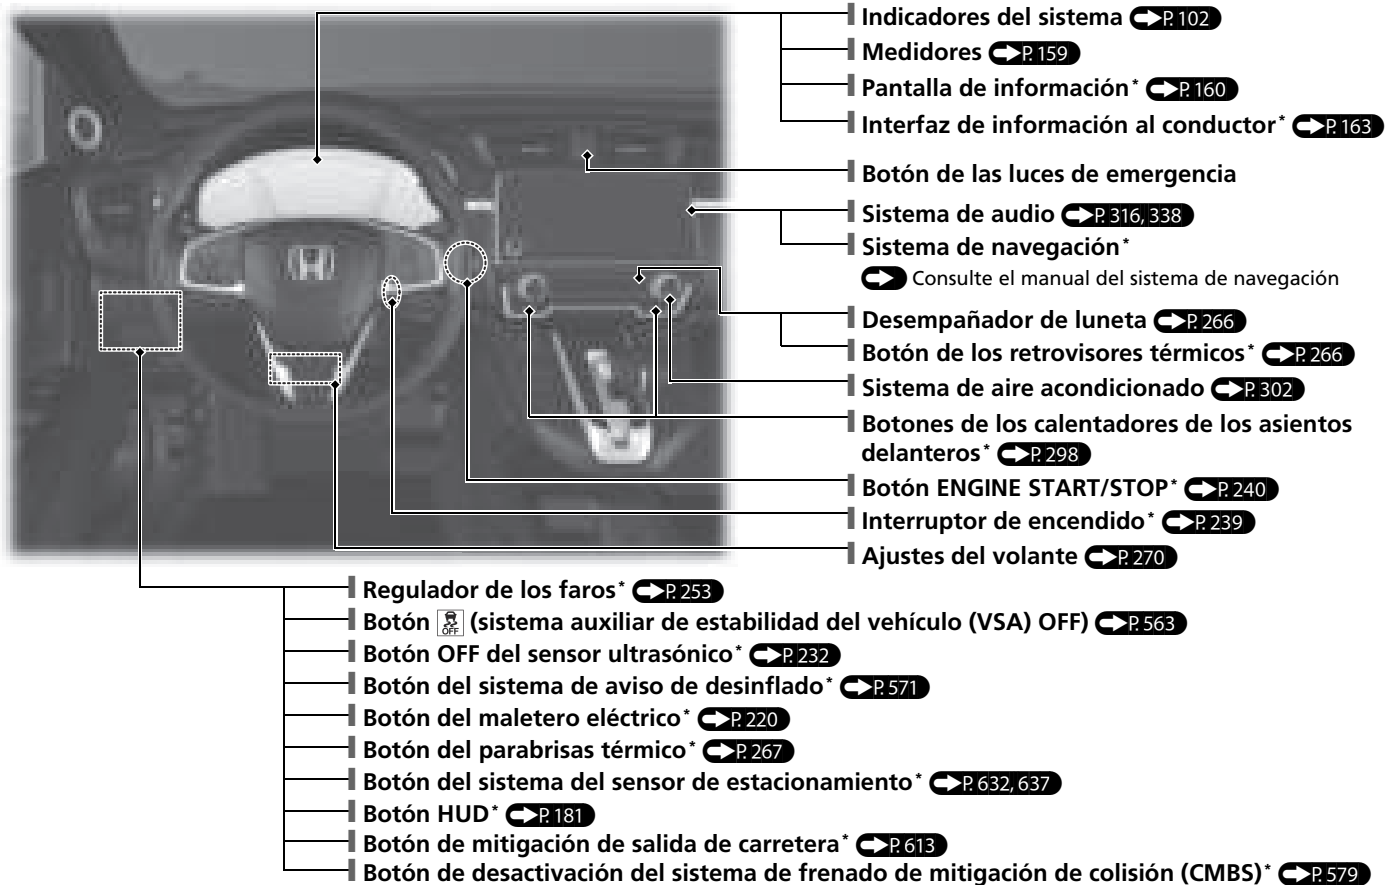 Indicadores del sistema P. 102
Medidores P. 159
Pantalla de información* P. 160
Interfaz de información al conductor* P. 163
Botón de las luces de emergencia
Sistema de audio P. 316, 338
Sistema de navegación*
Consulte el manual del sistema de navegación
Desempañador de luneta P. 266
Botón de los retrovisores térmicos* P. 266
Sistema de aire acondicionado P. 302
Botones de los calentadores de los asientos
delanteros* P. 298
Botón ENGINE START/STOP* P. 240
Interruptor de encendido* P. 239
Ajustes del volante P. 270
Regulador de los faros* P. 253
Botón OFF (sistema auxiliar de estabilidad del vehículo (VSA) OFF) P. 563
Botón OFF del sensor ultrasónico* P. 232
Botón del sistema de aviso de desinflado* P. 571
Botón del maletero eléctrico* P. 220
Botón del parabrisas térmico* P. 267
Botón del sistema del sensor de estacionamiento* P. 632, 637
Botón HUD* P. 181
Botón de mitigación de salida de carretera* P. 613
Botón de desactivación del sistema de frenado de mitigación de colisión (CMBS)* P. 579